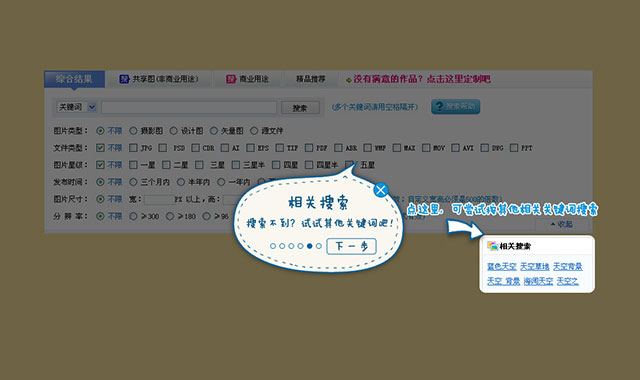 综合结果 共享图(非商业用途) 商业用途 精品推荐 没有满意的作品？点击这里定制吧
关键词 搜索 (多个关键词请用空格隔开) 搜索帮助
图片类型： 不限 摄影图 设计图 矢量图 源文件
文件类型： 不限 JPG PSD CDR AI EPS TIF PDF ABR WMF MAX MOV AVI DWG PPT
图片星级： 不限 一星 二星 三星 三星半 四星 四星半 五星
发布时间： 不限 三个月内 半年内 一年内
图片尺寸： 不限 宽： PX 以上，高：
分 辨 率： 不限 ≥300 ≥180 ≥96
收起
相关搜索
搜索不到？试试其他关键词吧！
下一步
点这里，可尝试按其他相关关键词搜索
相关搜索
蓝色天空 天空草地 天空背景
天空 背景 海阔天空 天空之